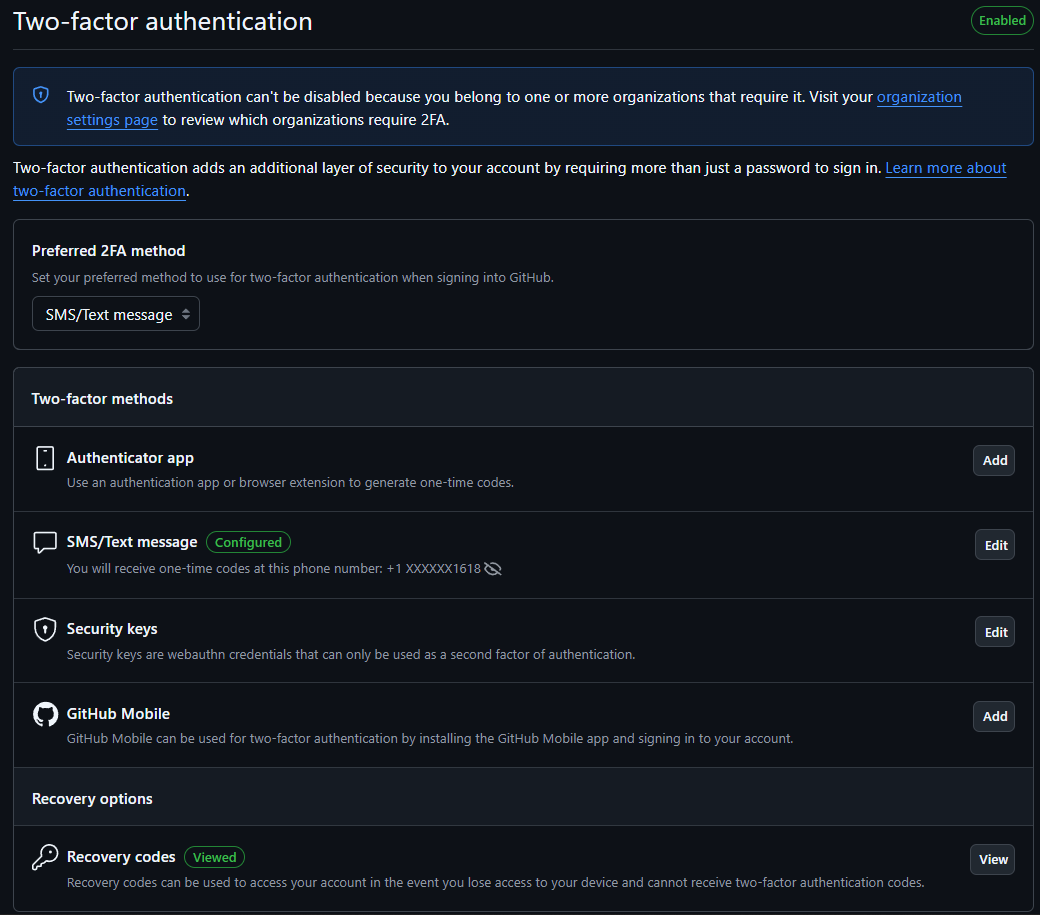 Two-factor authentication
Enabled
Two-factor authentication can't be disabled because you belong to one or more organizations that require it. Visit your organization
settings page to review which organizations require 2FA.
Two-factor authentication adds an additional layer of security to your account by requiring more than just a password to sign in. Learn more about
two-factor authentication.
Preferred 2FA method
Set your preferred method to use for two-factor authentication when signing into GitHub.
SMS/Text message
Two-factor methods
Authenticator app
Add
Use an authentication app or browser extension to generate one-time codes.
SMS/Text message Configured
Edit
You will receive one-time codes at this phone number: +1 XXXXXX1618
Security keys
Edit
Security keys are webauthn credentials that can only be used as a second factor of authentication.
GitHub Mobile
Add
GitHub Mobile can be used for two-factor authentication by installing the GitHub Mobile app and signing in to your account.
Recovery options
Recovery codes Viewed
View
Recovery codes can be used to access your account in the event you lose access to your device and cannot receive two-factor authentication codes.